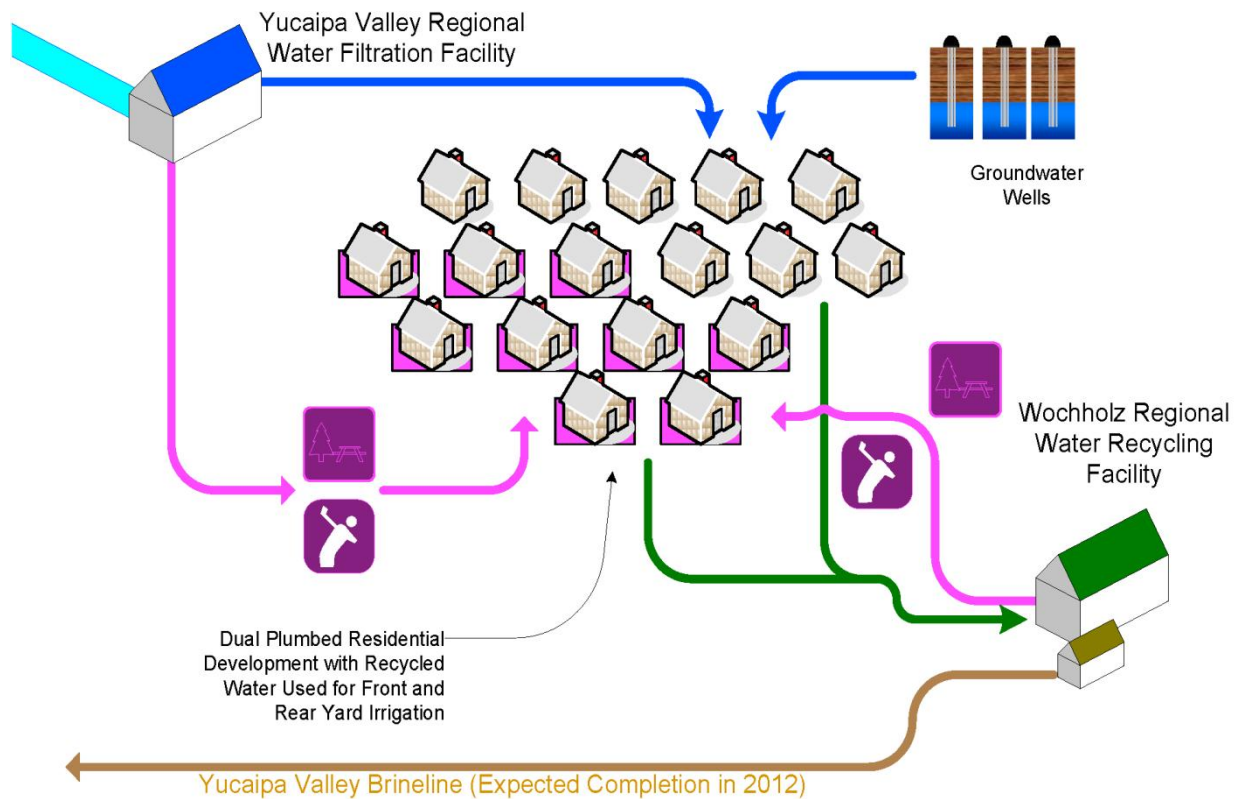 Yucaipa Valley Regional
Water Filtration Facility
Groundwater
Wells
Wochholz Regional
Water Recycling
Facility
Dual Plumbed Residential
Development with Recycled
Water Used for Front and
Rear Yard Irrigation
Yucaipa Valley Brineline (Expected Completion in 2012)